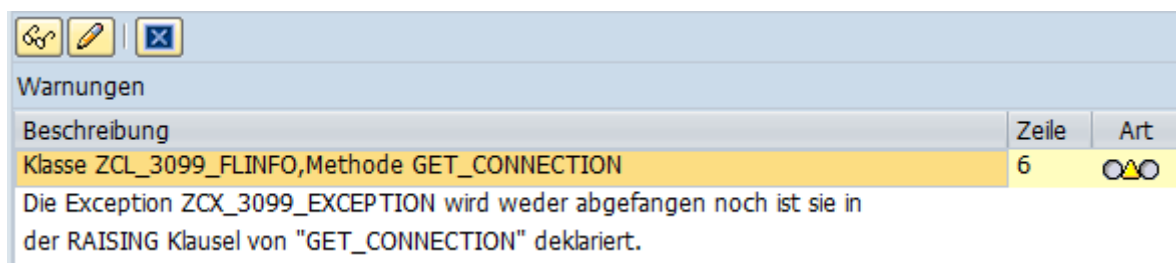 Warnungen
Beschreibung Zeile Art
Klasse ZCL_3099_FLINFO,Methode GET_CONNECTION 6
Die Exception ZCX_3099_EXCEPTION wird weder abgefangen noch ist sie in
der RAISING Klausel von "GET_CONNECTION" deklariert.